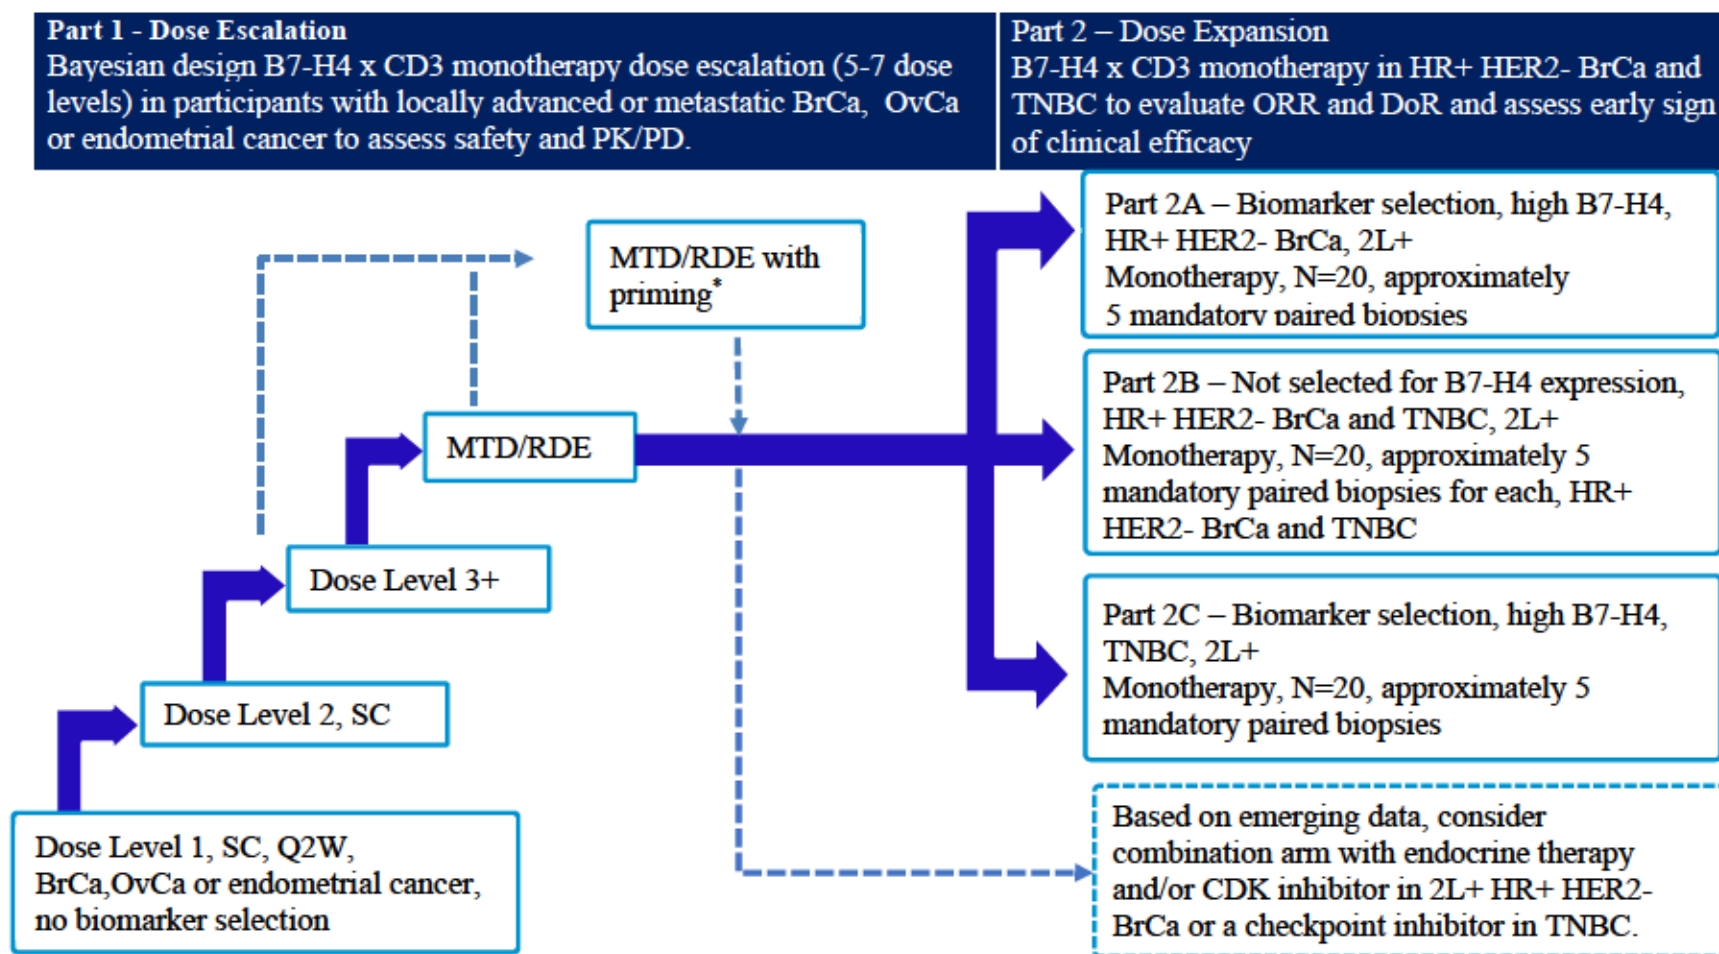 Part 1 - Dose Escalation
Bayesian design B7-H4 x CD3 monotherapy dose escalation (5-7 dose
levels) in participants with locally advanced or metastatic BrCa, OvCa
or endometrial cancer to assess safety and PK/PD.
Part 2 – Dose Expansion
B7-H4 x CD3 monotherapy in HR+ HER2- BrCa and
TNBC to evaluate ORR and DoR and assess early sign
of clinical efficacy
MTD/RDE with
priming*
MTD/RDE
Dose Level 3+
Dose Level 2, SC
Dose Level 1, SC, Q2W,
BrCa,OvCa or endometrial cancer,
no biomarker selection
Part 2A – Biomarker selection, high B7-H4,
HR+ HER2- BrCa, 2L+
Monotherapy, N=20, approximately
5 mandatory paired biopsies
Part 2B – Not selected for B7-H4 expression,
HR+ HER2- BrCa and TNBC, 2L+
Monotherapy, N=20, approximately 5
mandatory paired biopsies for each, HR+
HER2- BrCa and TNBC
Part 2C – Biomarker selection, high B7-H4,
TNBC, 2L+
Monotherapy, N=20, approximately 5
mandatory paired biopsies
Based on emerging data, consider
combination arm with endocrine therapy
and/or CDK inhibitor in 2L+ HR+ HER2-
BrCa or a checkpoint inhibitor in TNBC.